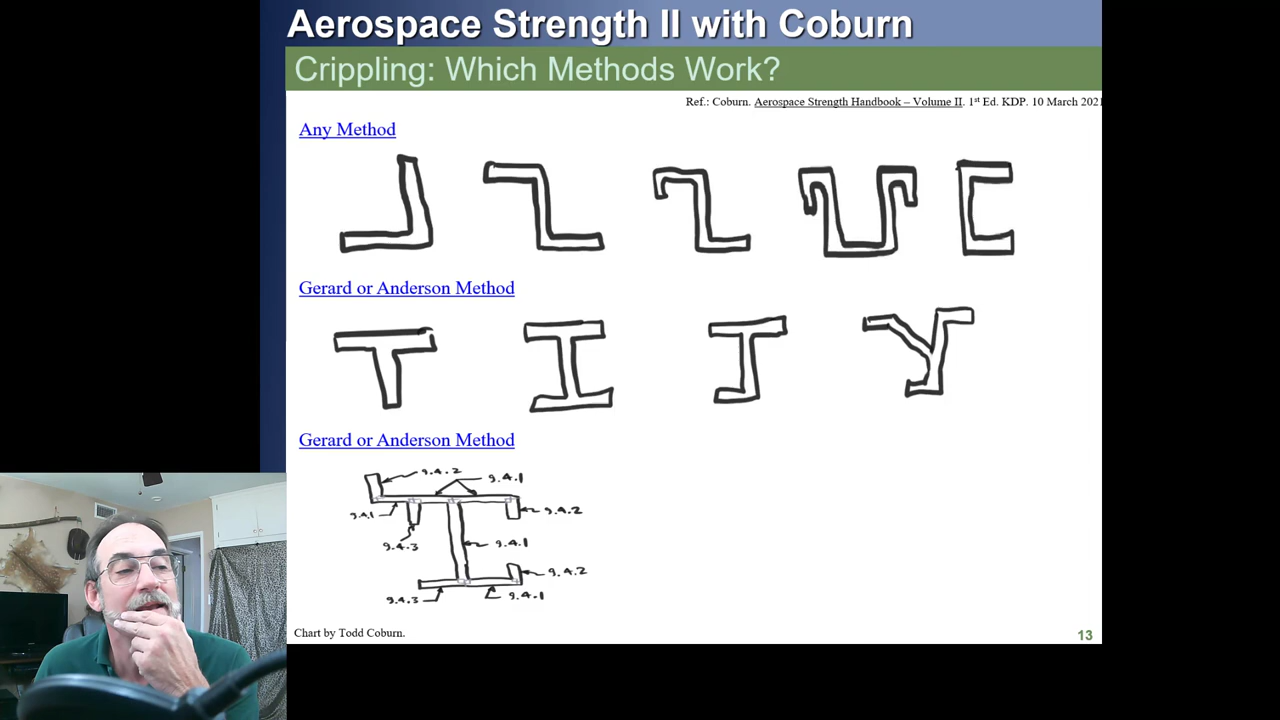 Aerospace Strength II with Coburn
Crippling: Which Methods Work?
Ref.: Coburn. Aerospace Strength Handbook – Volume II. 1st Ed. KDP. 10 March 2021
Any Method
Gerard or Anderson Method
Gerard or Anderson Method
9.4.2
9.4.1
9.4.1
9.4.2
9.4.3
9.4.1
9.4.2
9.4.3
9.4.1
Chart by Todd Coburn.
13